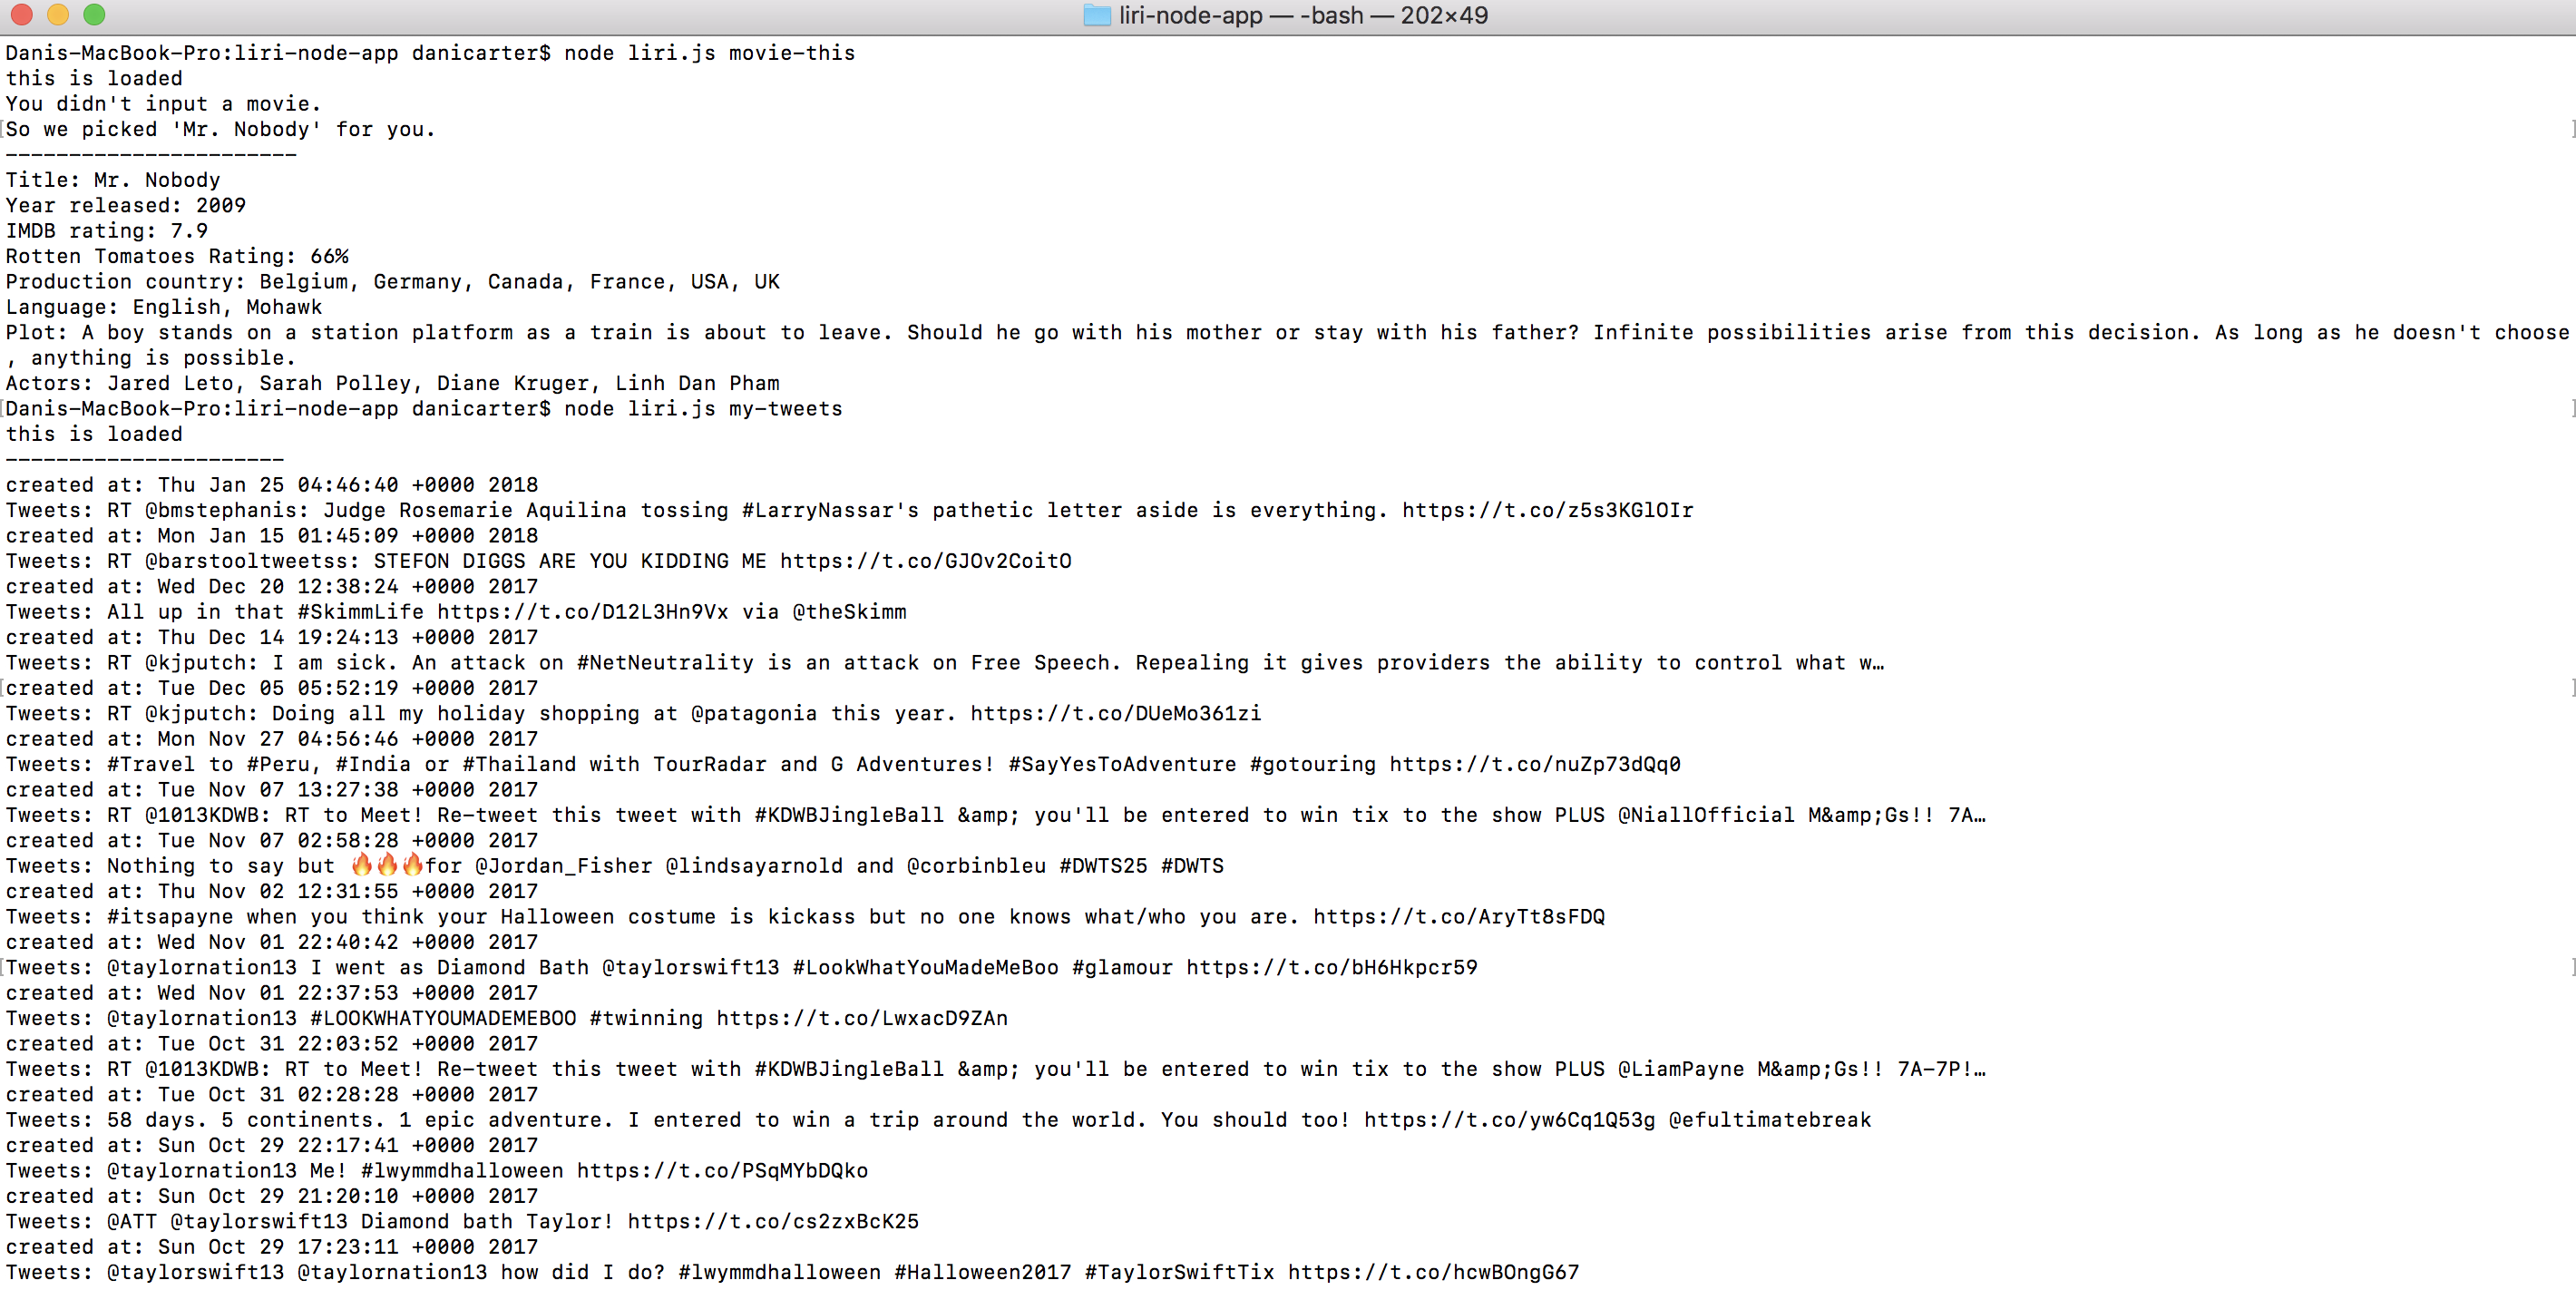 liri-node-app — -bash — 202×49
Danis-MacBook-Pro:liri-node-app danicarter$ node liri.js movie-this
this is loaded
You didn't input a movie.
So we picked 'Mr. Nobody' for you.
-----------------------
Title: Mr. Nobody
Year released: 2009
IMDB rating: 7.9
Rotten Tomatoes Rating: 66%
Production country: Belgium, Germany, Canada, France, USA, UK
Language: English, Mohawk
Plot: A boy stands on a station platform as a train is about to leave. Should he go with his mother or stay with his father? Infinite possibilities arise from this decision. As long as he doesn't choose
, anything is possible.
Actors: Jared Leto, Sarah Polley, Diane Kruger, Linh Dan Pham
Danis-MacBook-Pro:liri-node-app danicarter$ node liri.js my-tweets
this is loaded
----------------------
created at: Thu Jan 25 04:46:40 +0000 2018
Tweets: RT @bmstephanis: Judge Rosemarie Aquilina tossing #LarryNassar's pathetic letter aside is everything. https://t.co/z5s3KGlOIr
created at: Mon Jan 15 01:45:09 +0000 2018
Tweets: RT @barstooltweetss: STEFON DIGGS ARE YOU KIDDING ME https://t.co/GJOv2CoitO
created at: Wed Dec 20 12:38:24 +0000 2017
Tweets: All up in that #SkimmLife https://t.co/D12L3Hn9Vx via @theSkimm
created at: Thu Dec 14 19:24:13 +0000 2017
Tweets: RT @kjputch: I am sick. An attack on #NetNeutrality is an attack on Free Speech. Repealing it gives providers the ability to control what w…
created at: Tue Dec 05 05:52:19 +0000 2017
Tweets: RT @kjputch: Doing all my holiday shopping at @patagonia this year. https://t.co/DUeMo361zi
created at: Mon Nov 27 04:56:46 +0000 2017
Tweets: #Travel to #Peru, #India or #Thailand with TourRadar and G Adventures! #SayYesToAdventure #gotouring https://t.co/nuZp73dQq0
created at: Tue Nov 07 13:27:38 +0000 2017
Tweets: RT @1013KDWB: RT to Meet! Re-tweet this tweet with #KDWBJingleBall &amp; you'll be entered to win tix to the show PLUS @NiallOfficial M&amp;Gs!! 7A…
created at: Tue Nov 07 02:58:28 +0000 2017
Tweets: Nothing to say but 🔥🔥🔥for @Jordan_Fisher @lindsayarnold and @corbinbleu #DWTS25 #DWTS
created at: Thu Nov 02 12:31:55 +0000 2017
Tweets: #itsapayne when you think your Halloween costume is kickass but no one knows what/who you are. https://t.co/AryTt8sFDQ
created at: Wed Nov 01 22:40:42 +0000 2017
Tweets: @taylornation13 I went as Diamond Bath @taylorswift13 #LookWhatYouMadeMeBoo #glamour https://t.co/bH6Hkpcr59
created at: Wed Nov 01 22:37:53 +0000 2017
Tweets: @taylornation13 #LOOKWHATYOUMADEMEBOO #twinning https://t.co/LwxacD9ZAn
created at: Tue Oct 31 22:03:52 +0000 2017
Tweets: RT @1013KDWB: RT to Meet! Re-tweet this tweet with #KDWBJingleBall &amp; you'll be entered to win tix to the show PLUS @LiamPayne M&amp;Gs!! 7A-7P!…
created at: Tue Oct 31 02:28:28 +0000 2017
Tweets: 58 days. 5 continents. 1 epic adventure. I entered to win a trip around the world. You should too! https://t.co/yw6Cq1Q53g @efultimatebreak
created at: Sun Oct 29 22:17:41 +0000 2017
Tweets: @taylornation13 Me! #lwymmdhalloween https://t.co/PSqMYbDQko
created at: Sun Oct 29 21:20:10 +0000 2017
Tweets: @ATT @taylorswift13 Diamond bath Taylor! https://t.co/cs2zxBcK25
created at: Sun Oct 29 17:23:11 +0000 2017
Tweets: @taylorswift13 @taylornation13 how did I do? #lwymmdhalloween #Halloween2017 #TaylorSwiftTix https://t.co/hcwBOngG67